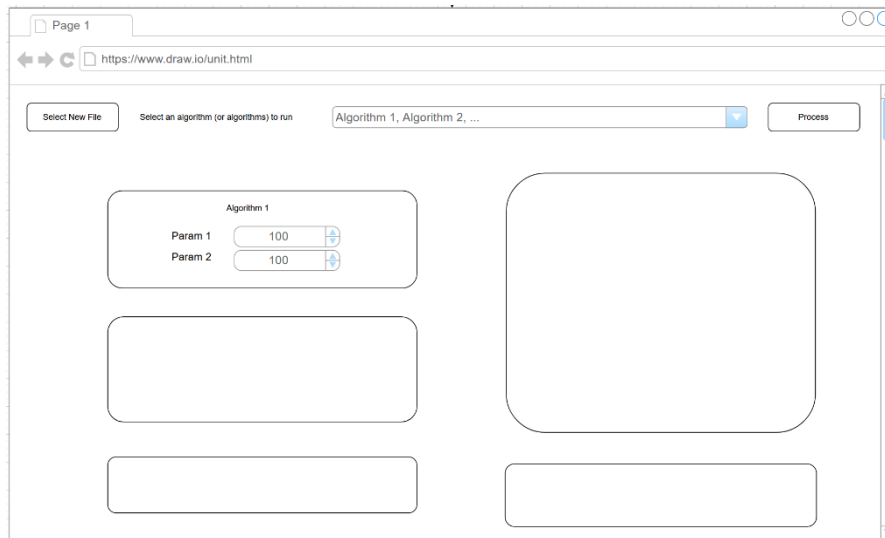 Page 1
https://www.draw.io/unit.html
Select New File
Select an algorithm (or algorithms) to run
Algorithm 1, Algorithm 2, ...
Process
Algorithm 1
Param 1
100
Param 2
100